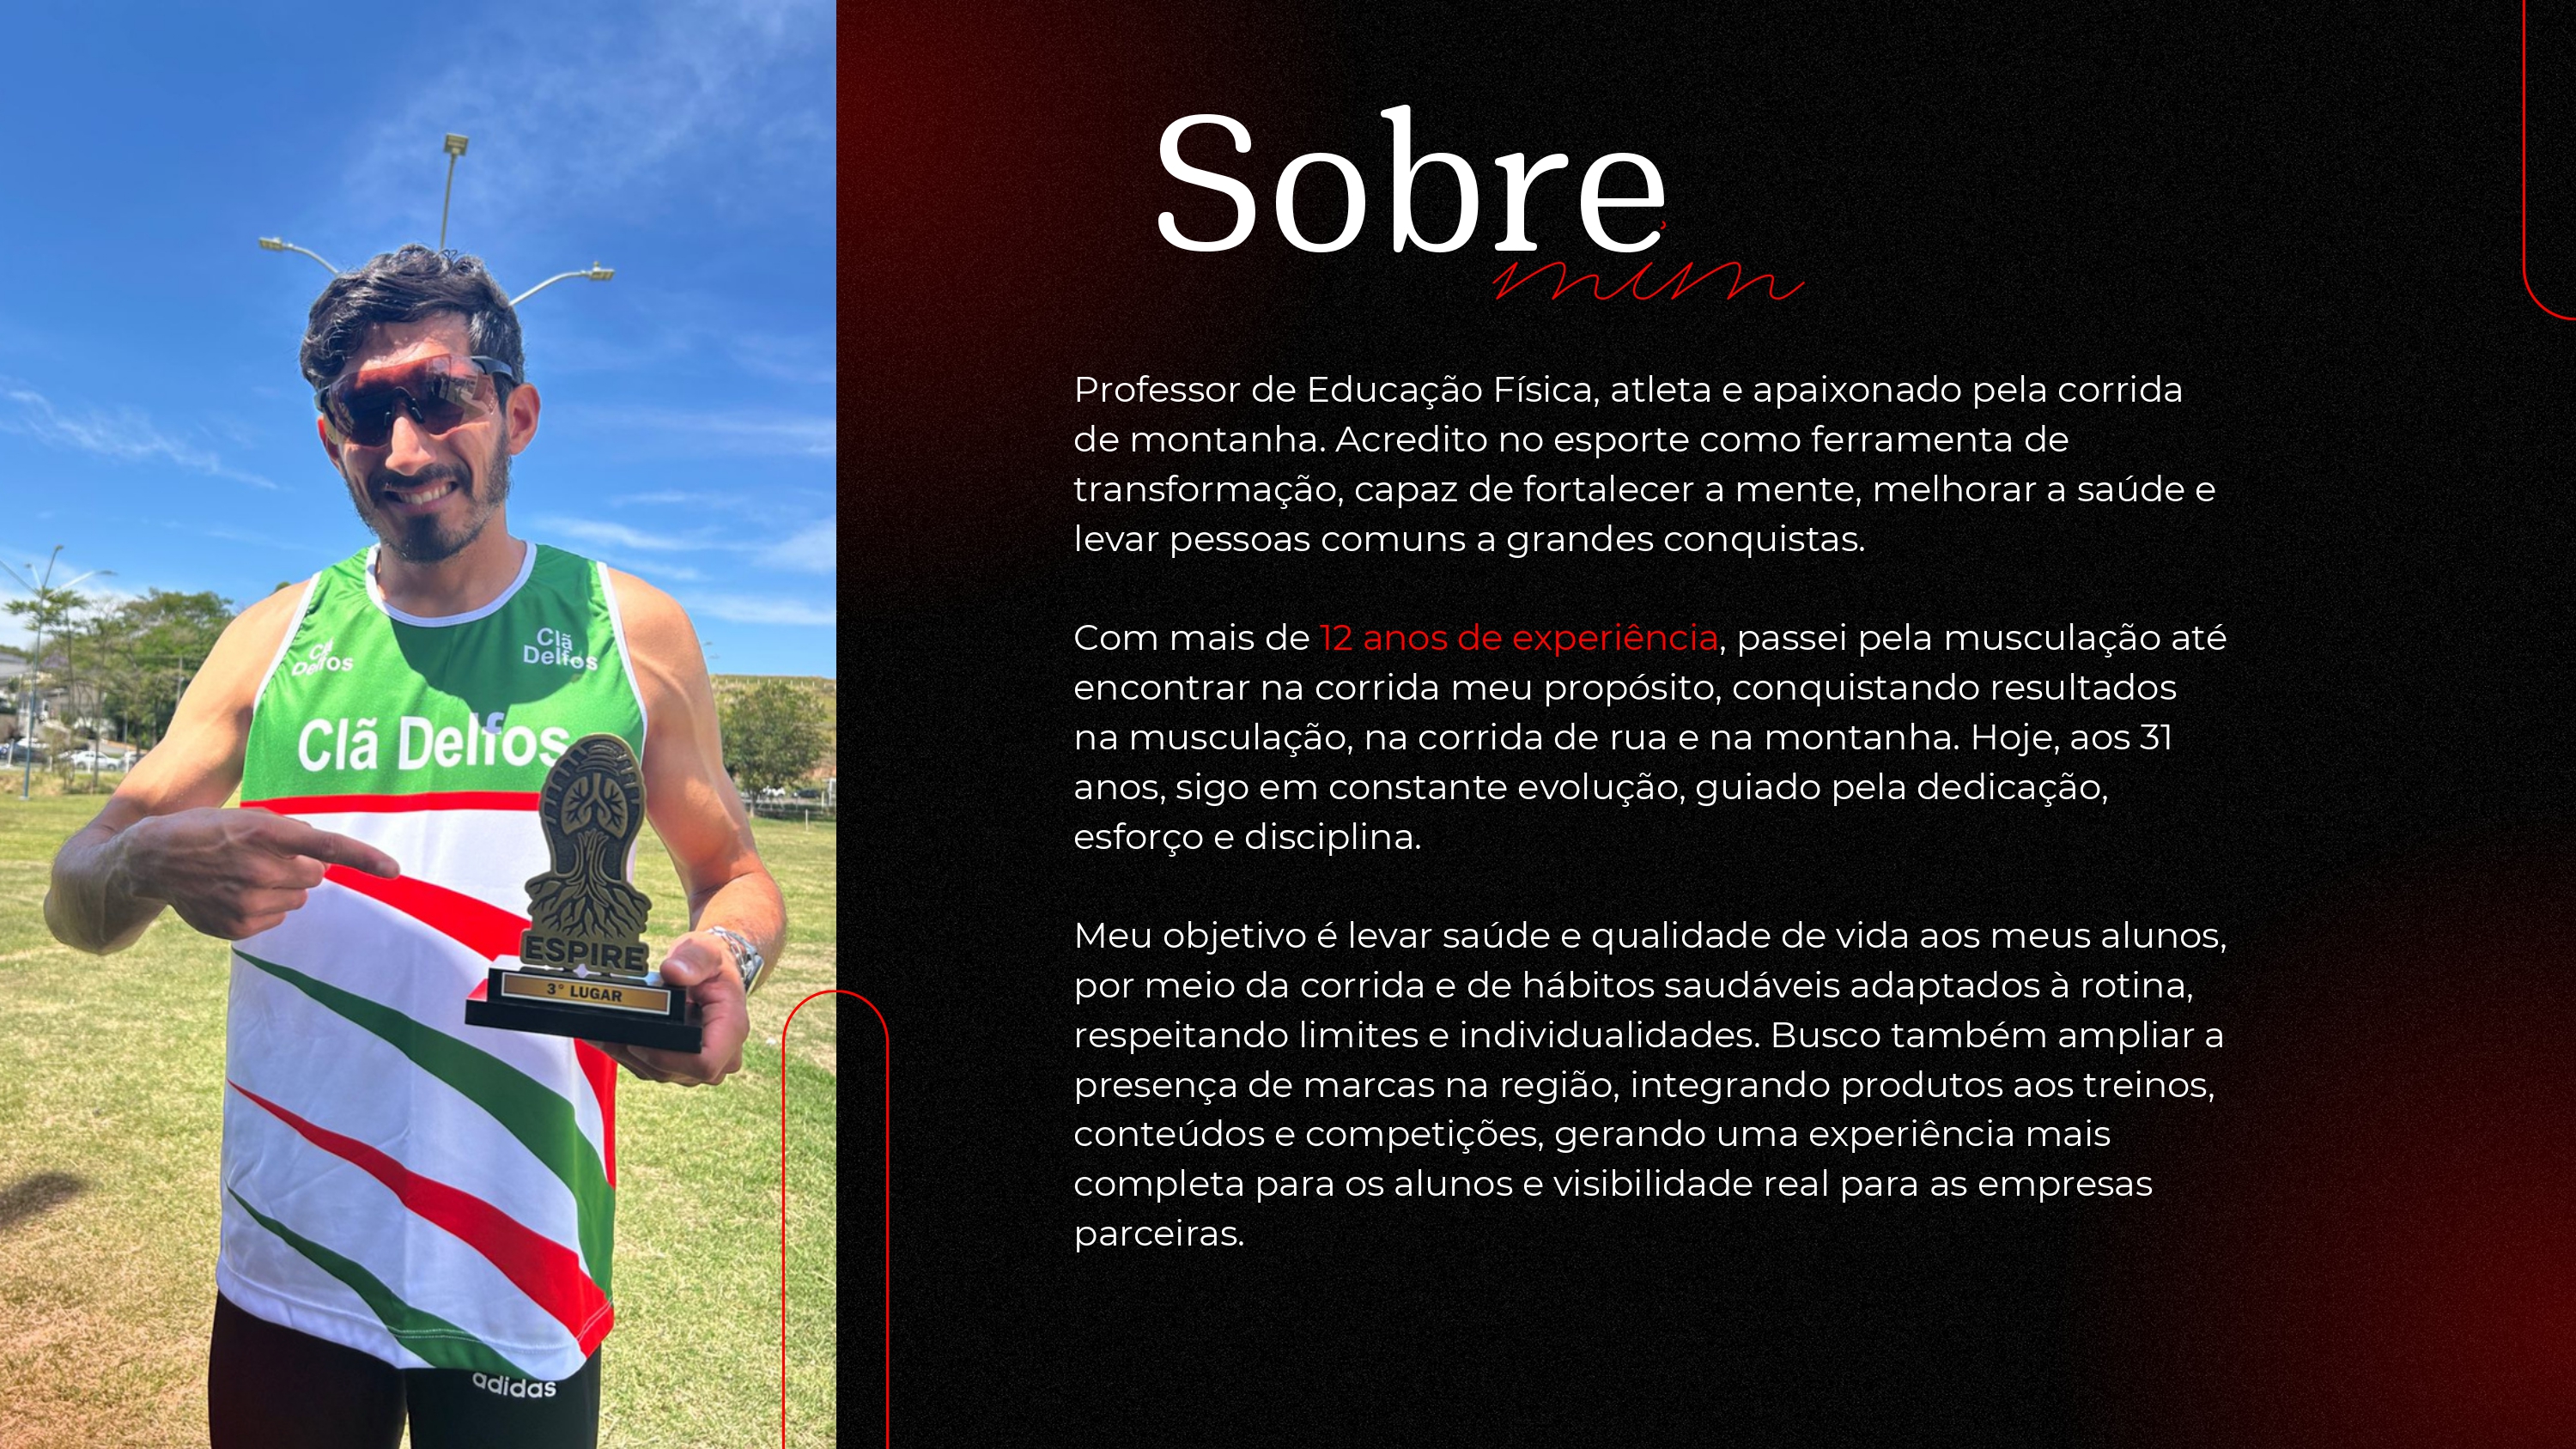 Sobre
mim
Professor de Educação Física, atleta e apaixonado pela corrida
de montanha. Acredito no esporte como ferramenta de
transformação, capaz de fortalecer a mente, melhorar a saúde e
levar pessoas comuns a grandes conquistas.
Com mais de 12 anos de experiência, passei pela musculação até
encontrar na corrida meu propósito, conquistando resultados
na musculação, na corrida de rua e na montanha. Hoje, aos 31
anos, sigo em constante evolução, guiado pela dedicação,
esforço e disciplina.
Meu objetivo é levar saúde e qualidade de vida aos meus alunos,
por meio da corrida e de hábitos saudáveis adaptados à rotina,
respeitando limites e individualidades. Busco também ampliar a
presença de marcas na região, integrando produtos aos treinos,
conteúdos e competições, gerando uma experiência mais
completa para os alunos e visibilidade real para as empresas
parceiras.
Clã
Delfos
Clã
Delfos
Clã Delfos
ESPIRE
3° LUGAR
adidas